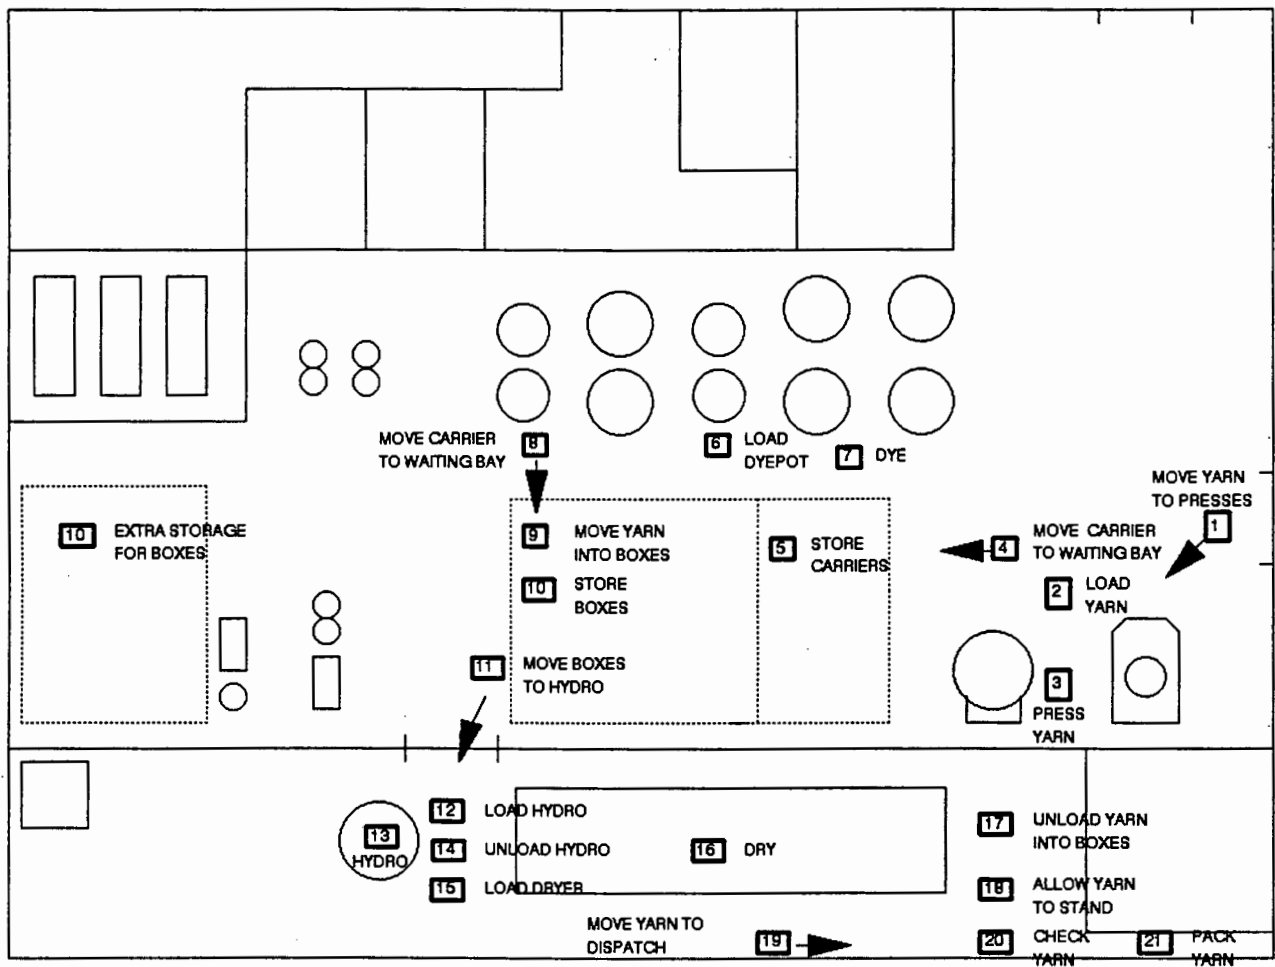 MOVE CARRIER
TO WAITING BAY
8
6
LOAD
DYEPOT
7
DYE
MOVE YARN
TO PRESSES
1
10
EXTRA STORAGE
FOR BOXES
9
MOVE YARN
INTO BOXES
5
STORE
CARRIERS
4
MOVE CARRIER
TO WAITING BAY
10
STORE
BOXES
2
LOAD
YARN
11
MOVE BOXES
TO HYDRO
3
PRESS
YARN
12
LOAD HYDRO
13
HYDRO
14
UNLOAD HYDRO
16
DRY
17
UNLOAD YARN
INTO BOXES
15
LOAD DRYER
18
ALLOW YARN
TO STAND
MOVE YARN TO
DISPATCH
19
20
CHECK
YARN
21
PACK
YARN